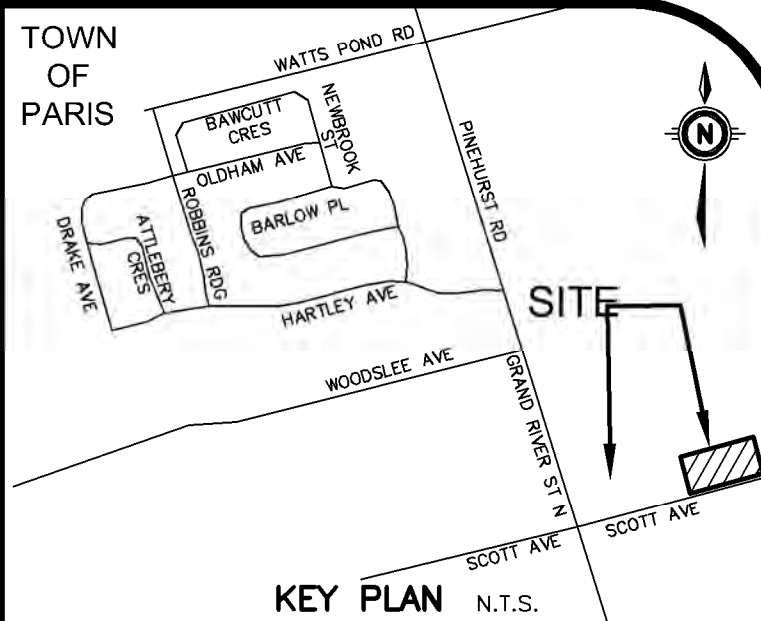 TOWN
OF
PARIS
WATTS POND RD
BAWCUTT
CRES
NEWBROOK
ST
OLDHAM AVE
PINEHURST RD
N
DRAKE AVE
ATTLEBERY
CRES
ROBBINS RDG
BARLOW PL
HARTLEY AVE
SITE
WOODSLEE AVE
GRAND RIVER ST N
SCOTT AVE
SCOTT AVE
KEY PLAN N.T.S.